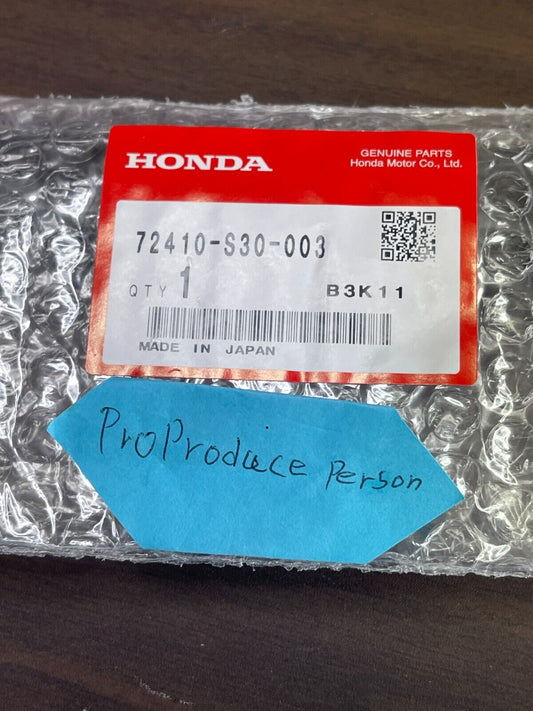 HONDA
GENUINE PARTS
Honda Motor Co., Ltd.
72410-S30-003
QTY 1 B3K11
MADE IN JAPAN
ProProduce Person